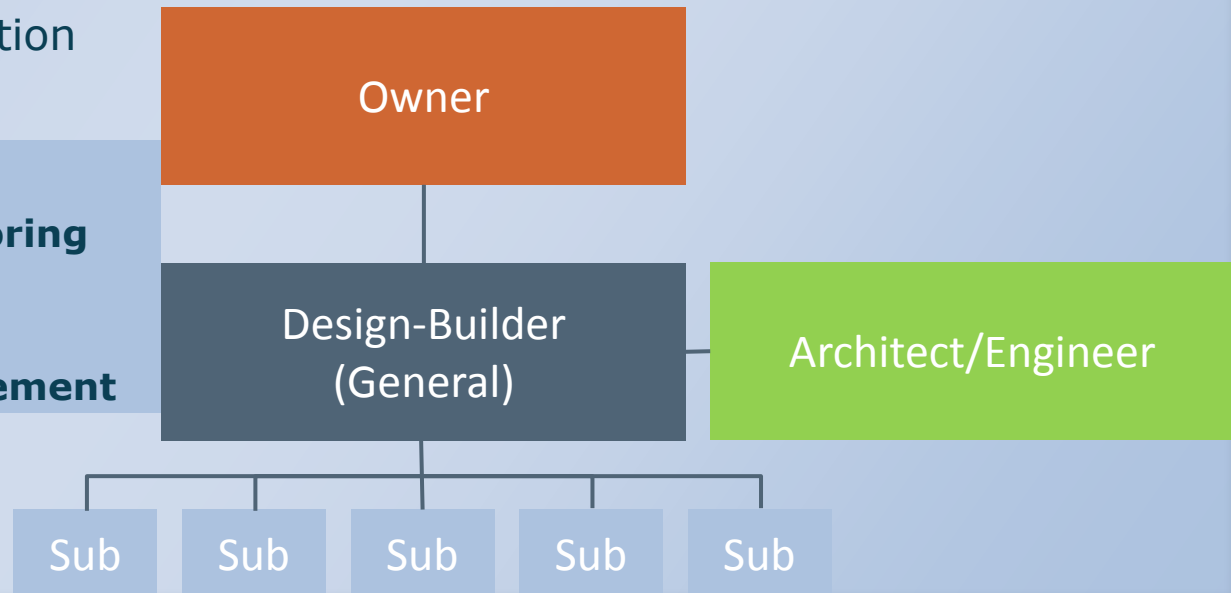 tion
Owner
oring
Design-Builder
(General)
Architect/Engineer
ement
Sub Sub Sub Sub Sub